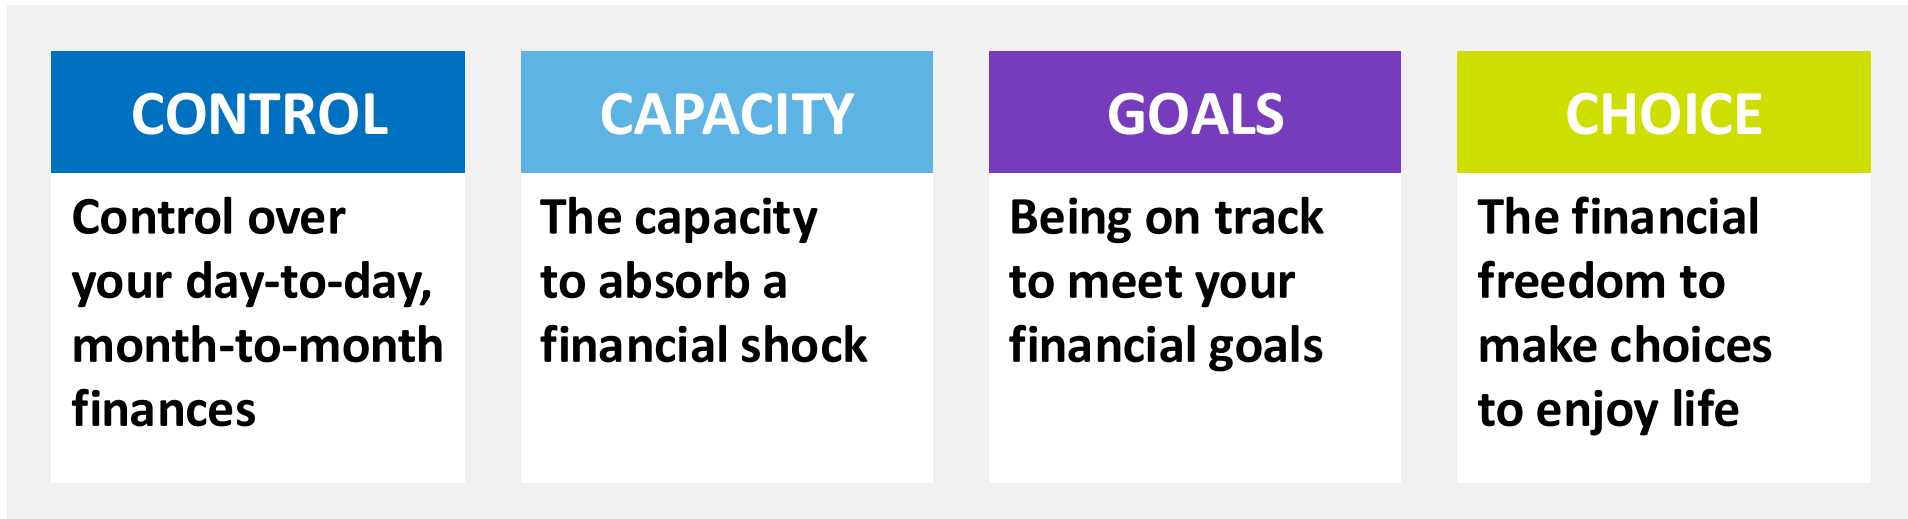 CONTROL
Control over
your day-to-day,
month-to-month
finances
CAPACITY
The capacity
to absorb a
financial shock
GOALS
Being on track
to meet your
financial goals
CHOICE
The financial
freedom to
make choices
to enjoy life